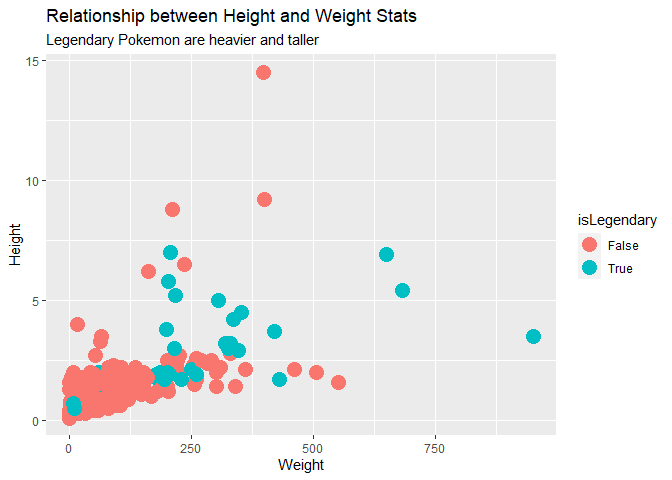 Relationship between Height and Weight Stats
Legendary Pokemon are heavier and taller
15
10
5
0
Height
0
250
500
750
Weight
isLegendary
False
True